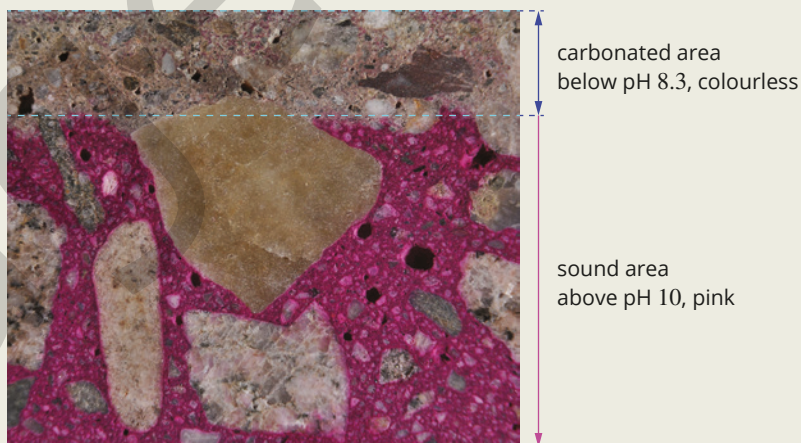 carbonated area
below pH 8.3, colourless
sound area
above pH 10, pink